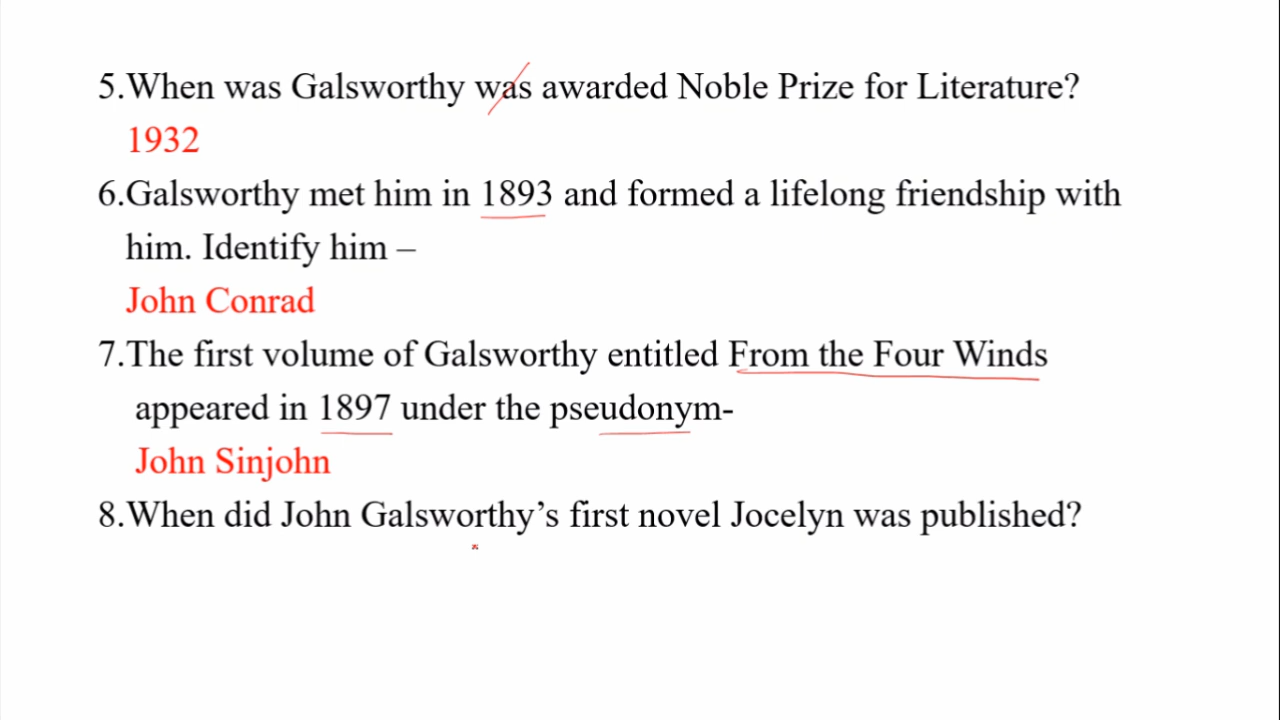 5.When was Galsworthy was awarded Noble Prize for Literature?
1932
6.Galsworthy met him in 1893 and formed a lifelong friendship with
him. Identify him –
John Conrad
7.The first volume of Galsworthy entitled From the Four Winds
appeared in 1897 under the pseudonym-
John Sinjohn
8.When did John Galsworthy’s first novel Jocelyn was published?